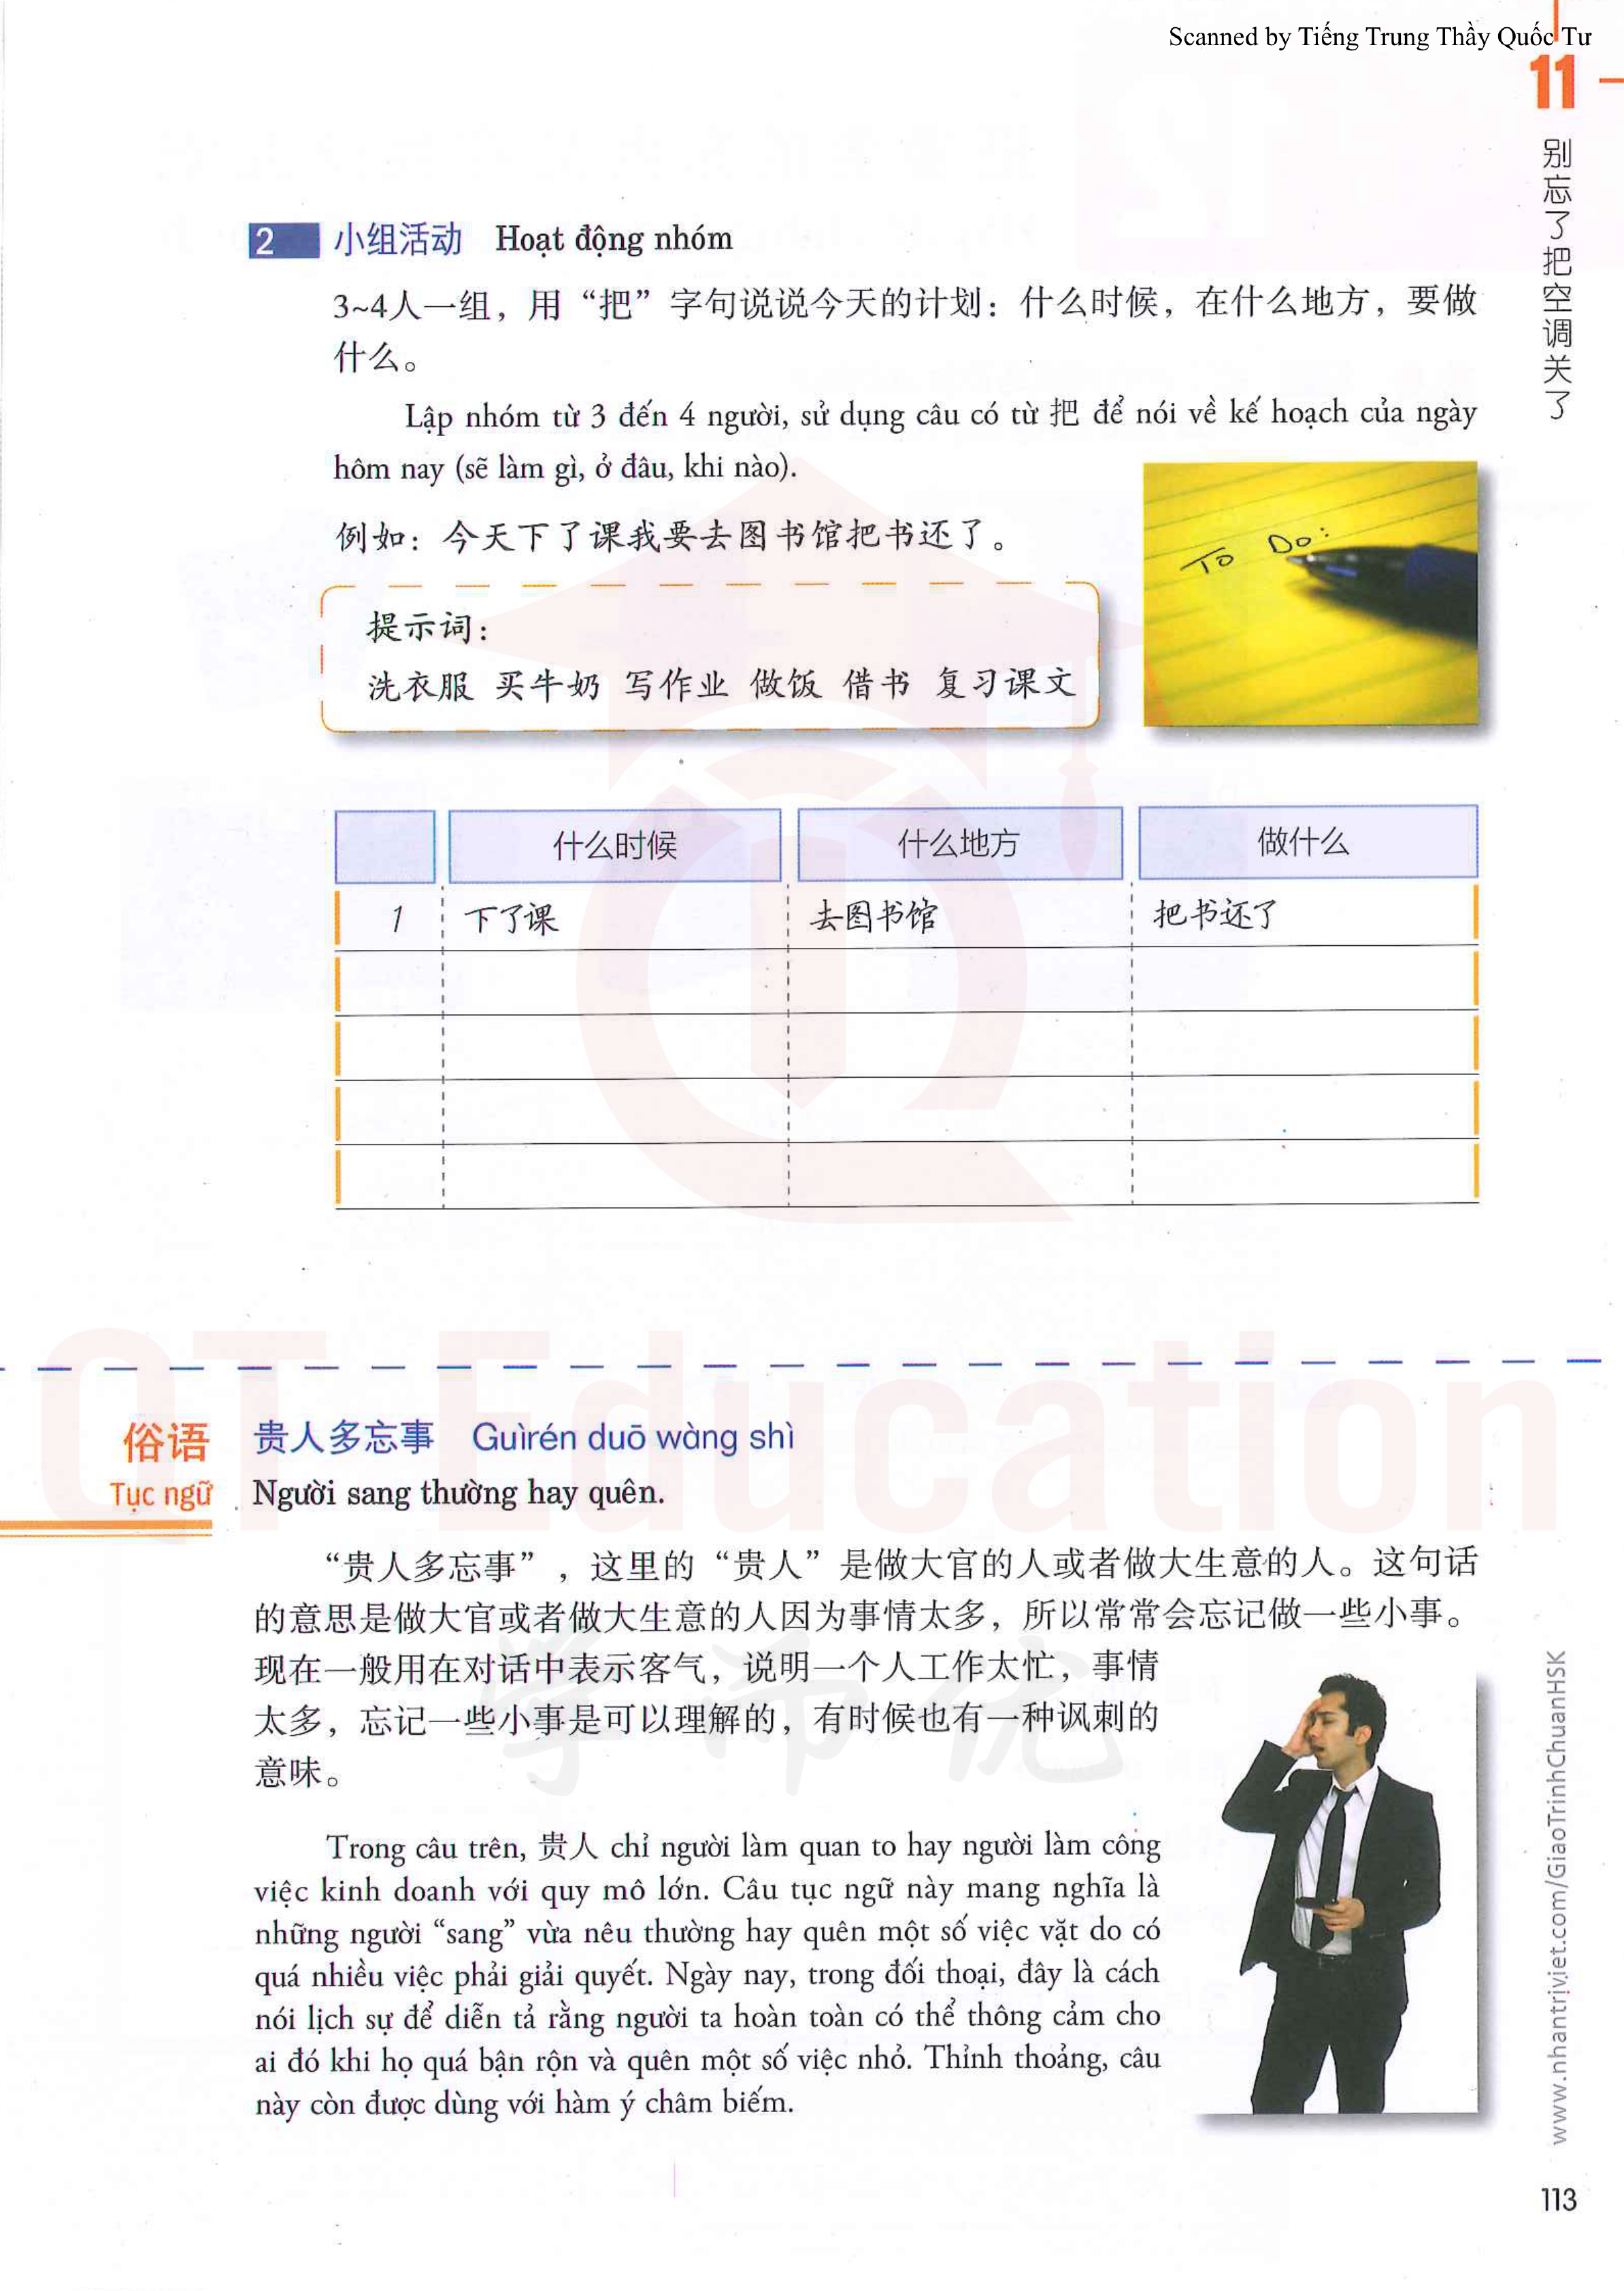 Scanned by Tiếng Trung Thầy Quốc Tư
11
别忘了把空调关了
2 小组活动 Hoạt động nhóm
3~4人一组，用“把”字句说说今天的计划：什么时候，在什么地方，要做
什么。
Lập nhóm từ 3 đến 4 người, sử dụng câu có từ 把 để nói về kế hoạch của ngày
hôm nay (sẽ làm gì, ở đâu, khi nào).
例如：今天下了课我要去图书馆把书还了。
To Do:
提示词：
洗衣服 买牛奶 写作业 做饭 借书 复习课文
什么时候 什么地方 做什么
1 下了课 去图书馆 把书还了
QT Education
俗语 贵人多忘事 Guìrén duō wàng shì
Tục ngữ Người sang thường hay quên.
“贵人多忘事”，这里的“贵人”是做大官的人或者做大生意的人。这句话
的意思是做大官或者做大生意的人因为事情太多，所以常常会忘记做一些小事。
现在一般用在对话中表示客气，说明一个人工作太忙，事情
太多，忘记一些小事是可以理解的，有时候也有一种讽刺的
意味。
Trong câu trên, 贵人 chỉ người làm quan to hay người làm công
việc kinh doanh với quy mô lớn. Câu tục ngữ này mang nghĩa là
những người “sang” vừa nêu thường hay quên một số việc vặt do có
quá nhiều việc phải giải quyết. Ngày nay, trong đối thoại, đây là cách
nói lịch sự để diễn tả rằng người ta hoàn toàn có thể thông cảm cho
ai đó khi họ quá bận rộn và quên một số việc nhỏ. Thỉnh thoảng, câu
này còn được dùng với hàm ý châm biếm.
www.nhantriviet.com/GiaoTrinhChuanHSK
113